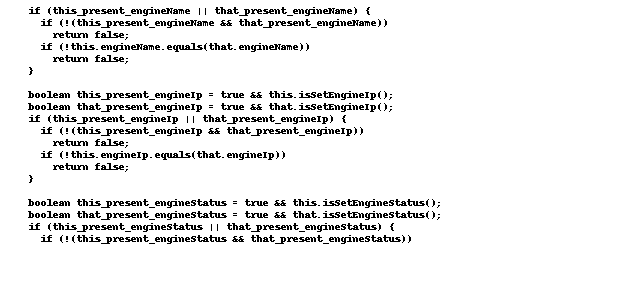 if (this_present_engineName || that_present_engineName) {
if (!(this_present_engineName && that_present_engineName))
return false;
if (!this.engineName.equals(that.engineName))
return false;
}
boolean this_present_engineIp = true && this.isSetEngineIp();
boolean that_present_engineIp = true && that.isSetEngineIp();
if (this_present_engineIp || that_present_engineIp) {
if (!(this_present_engineIp && that_present_engineIp))
return false;
if (!this.engineIp.equals(that.engineIp))
return false;
}
boolean this_present_engineStatus = true && this.isSetEngineStatus();
boolean that_present_engineStatus = true && that.isSetEngineStatus();
if (this_present_engineStatus || that_present_engineStatus) {
if (!(this_present_engineStatus && that_present_engineStatus))